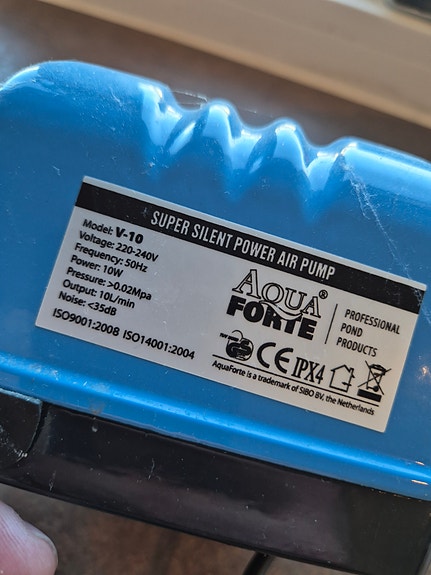 SUPER SILENT POWER AIR PUMP
Model: V-10
Voltage: 220-240V
Frequency: 50Hz
Power: 10W
Pressure: >0.02Mpa
Output: 10L/min
Noise: <35dB
ISO9001:2008 ISO14001:2004
AQUA®
FORTE
PROFESSIONAL
POND
PRODUCTS
CE IPX4
AquaForte is a trademark of SIBO BV, the Netherlands